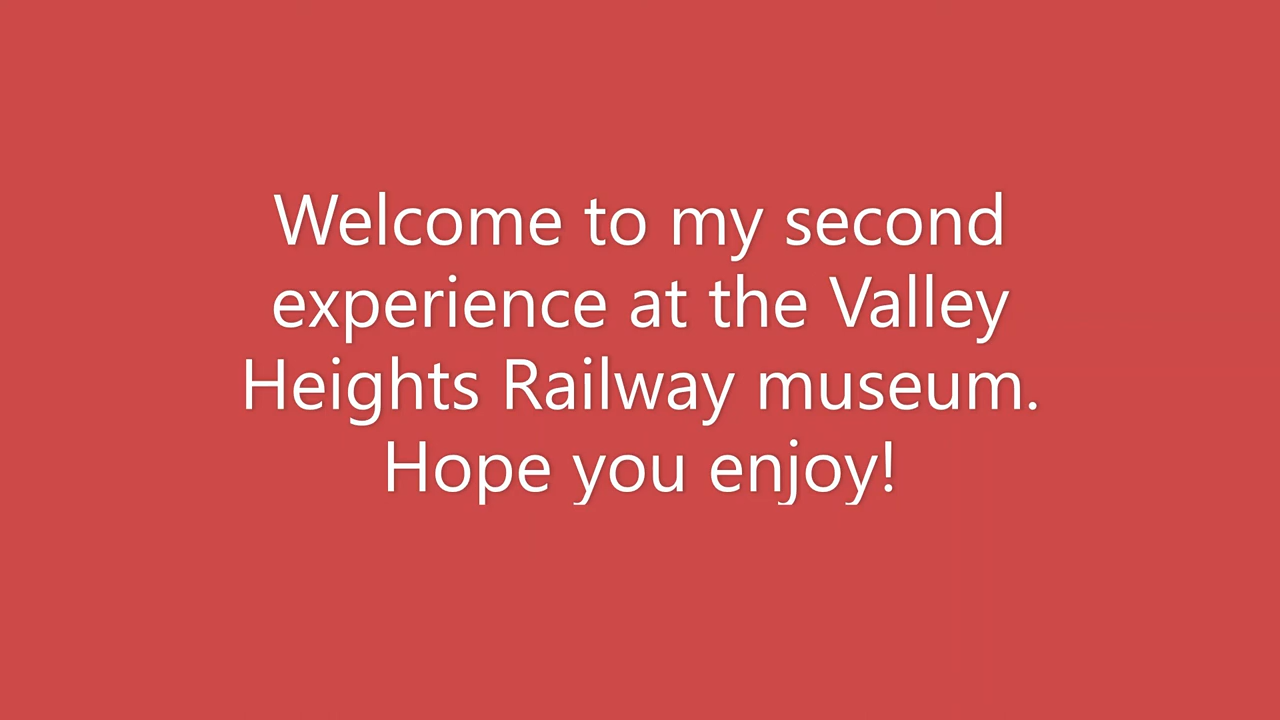 Welcome to my second
experience at the Valley
Heights Railway museum.
Hope you enjoy!